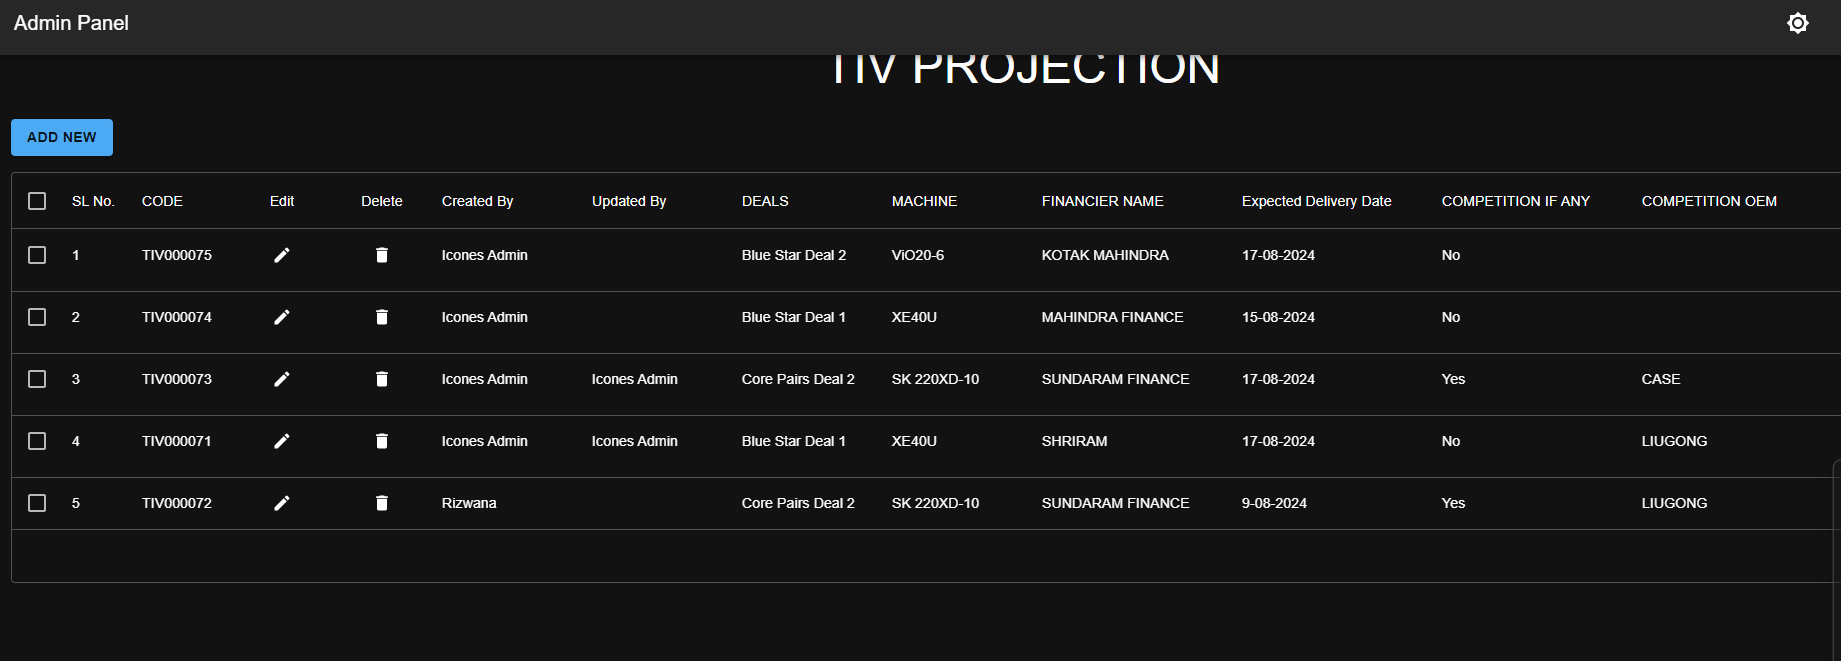 Admin Panel
TIV PROJECTION
ADD NEW
SL No. CODE Edit Delete Created By Updated By DEALS MACHINE FINANCIER NAME Expected Delivery Date COMPETITION IF ANY COMPETITION OEM
1 TIV000075 Icones Admin Blue Star Deal 2 ViO20-6 KOTAK MAHINDRA 17-08-2024 No
2 TIV000074 Icones Admin Blue Star Deal 1 XE40U MAHINDRA FINANCE 15-08-2024 No
3 TIV000073 Icones Admin Icones Admin Core Pairs Deal 2 SK 220XD-10 SUNDARAM FINANCE 17-08-2024 Yes CASE
4 TIV000071 Icones Admin Icones Admin Blue Star Deal 1 XE40U SHRIRAM 17-08-2024 No LIUGONG
5 TIV000072 Rizwana Core Pairs Deal 2 SK 220XD-10 SUNDARAM FINANCE 9-08-2024 Yes LIUGONG